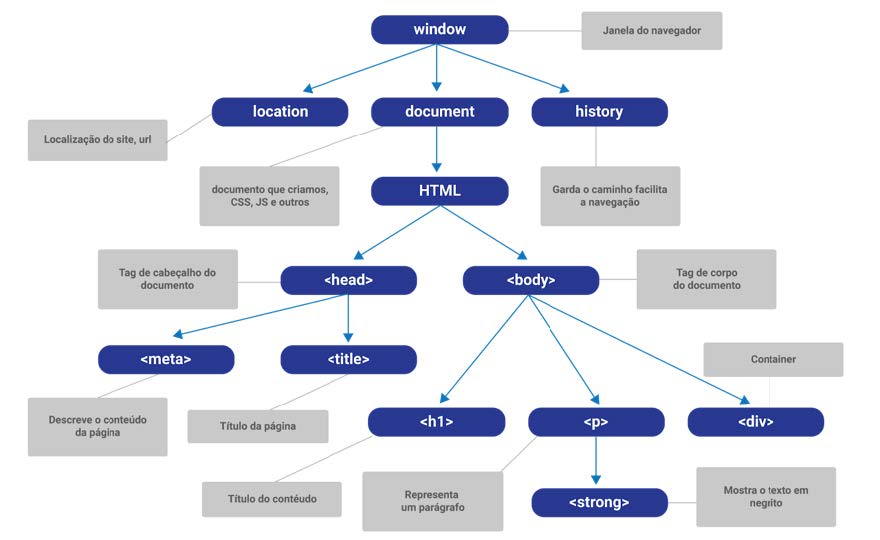 window
Janela do navegador
location
document
history
Localização do site, url
documento que criamos,
CSS, JS e outros
HTML
Garda o caminho facilita
a navegação
Tag de cabeçalho do
documento
<head>
<body>
Tag de corpo
do documento
<meta>
<title>
Container
Descreve o conteúdo
da página
Título da página
<h1>
<p>
<div>
Título do contéudo
Representa
um parágrafo
<strong>
Mostra o texto em
negrito